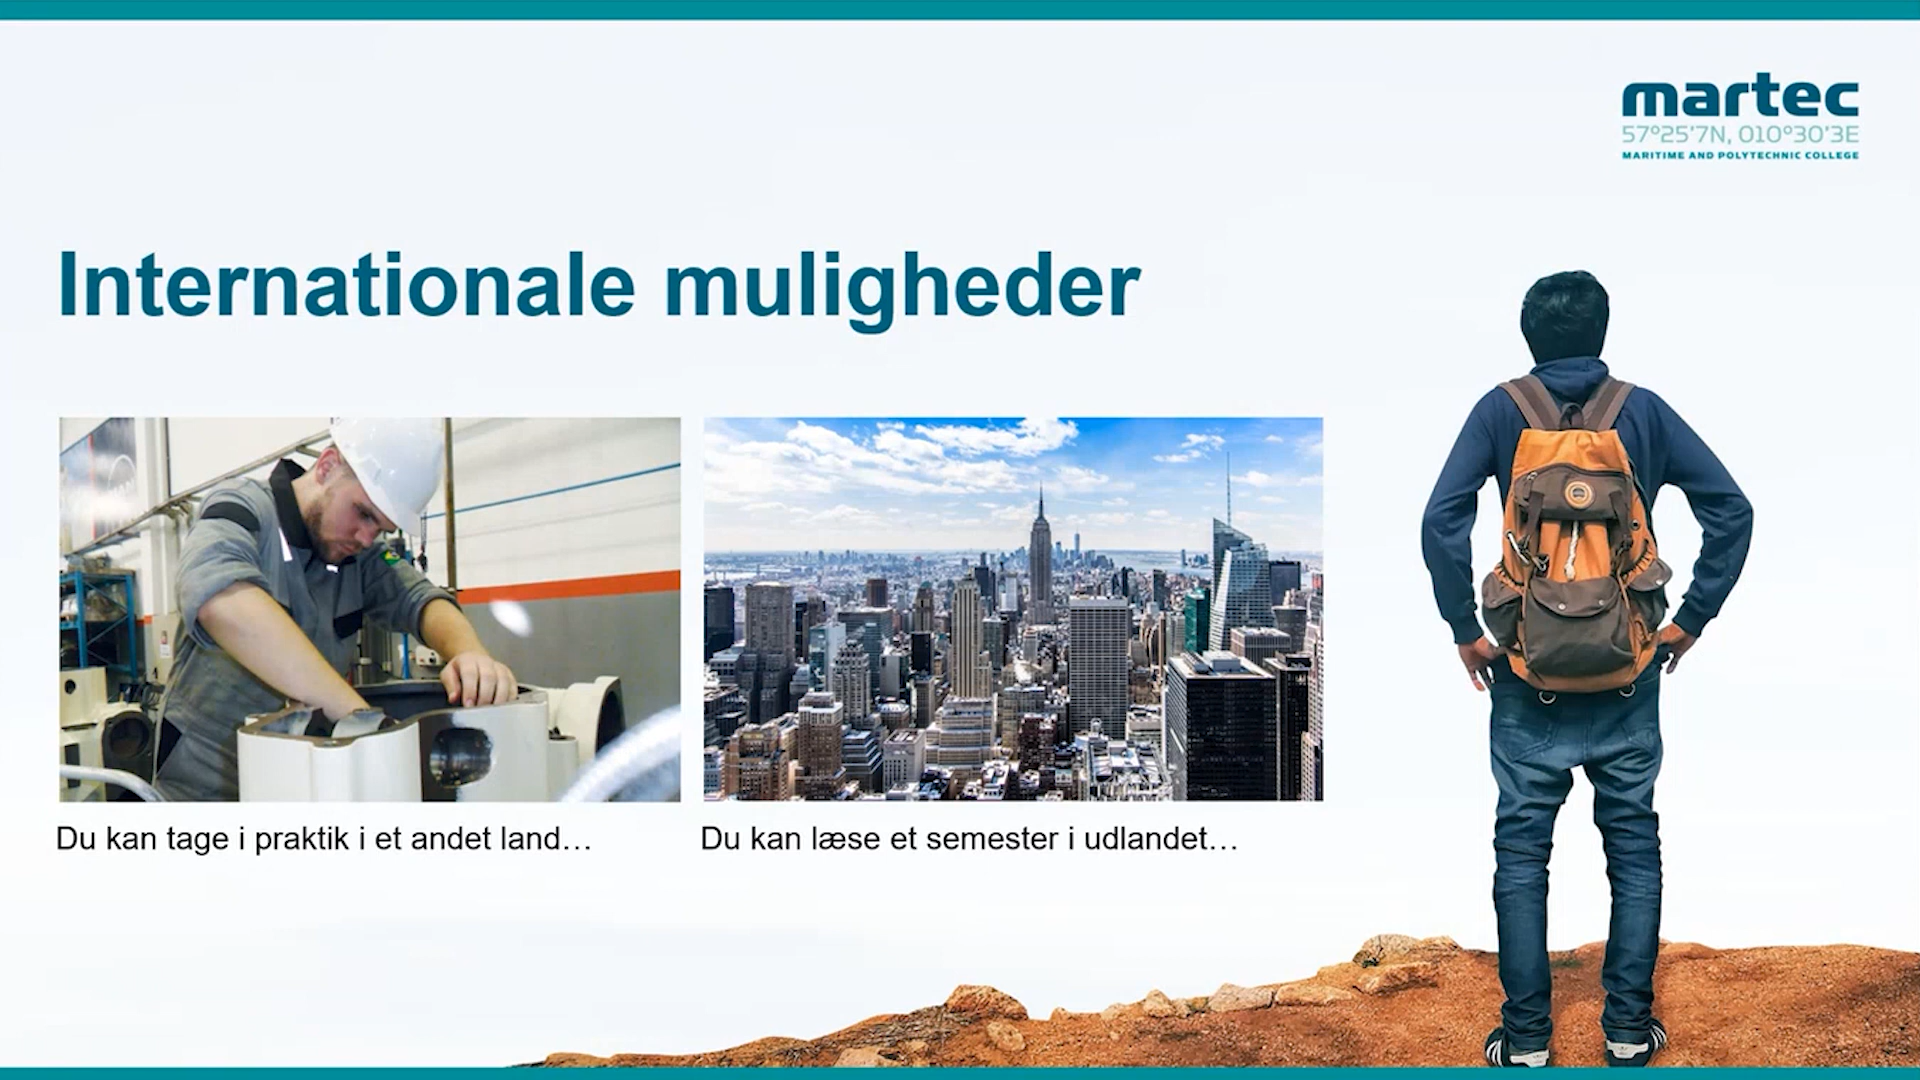 martec
57°25'7N, 010°30'3E
MARITIME AND POLYTECHNIC COLLEGE
Internationale muligheder
Du kan tage i praktik i et andet land…
Du kan læse et semester i udlandet…